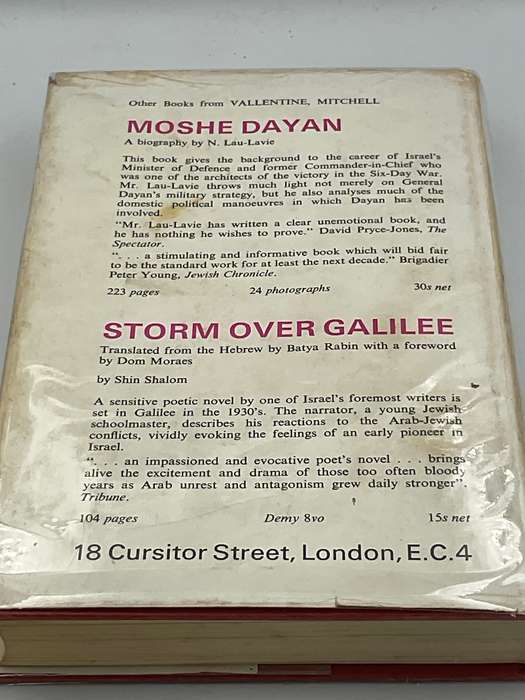 Other Books from VALLENTINE, MITCHELL
MOSHE DAYAN
A biography by N. Lau-Lavie
This book gives the background to the career of Israel's
Minister of Defence and former Commander-in-Chief who
was one of the architects of the victory in the Six-Day War.
Mr. Lau-Lavie throws much light not merely on General
Dayan's military strategy, but he also analyses much of the
domestic political manoeuvres in which Dayan has been
involved.
"Mr. Lau-Lavie has written a clear unemotional book, and
he has nothing he wishes to prove." David Pryce-Jones, The
Spectator.
". . . a stimulating and informative book which will bid fair
to be the standard work for at least the next decade." Brigadier
Peter Young, Jewish Chronicle.
223 pages 24 photographs 30s net
STORM OVER GALILEE
Translated from the Hebrew by Batya Rabin with a foreword
by Dom Moraes
by Shin Shalom
A sensitive poetic novel by one of Israel's foremost writers is
set in Galilee in the 1930's. The narrator, a young Jewish
schoolmaster, describes his reactions to the Arab-Jewish
conflicts, vividly evoking the feelings of an early pioneer in
Israel.
". . . an impassioned and evocative poet's novel . . . brings
alive the excitement and drama of those too often bloody
years as Arab unrest and antagonism grew daily stronger".
Tribune.
104 pages Demy 8vo 15s net
18 Cursitor Street, London, E.C.4